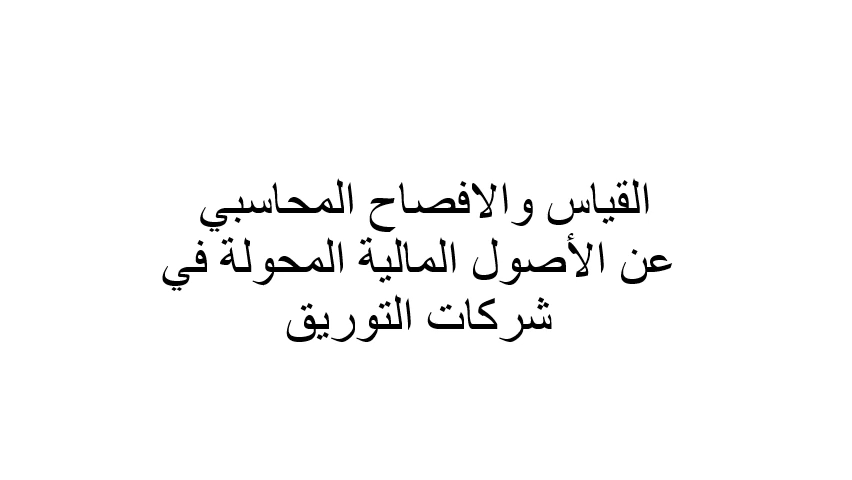 القياس والافصاح المحاسبي
عن الأصول المالية المحولة في
شركات التوريق